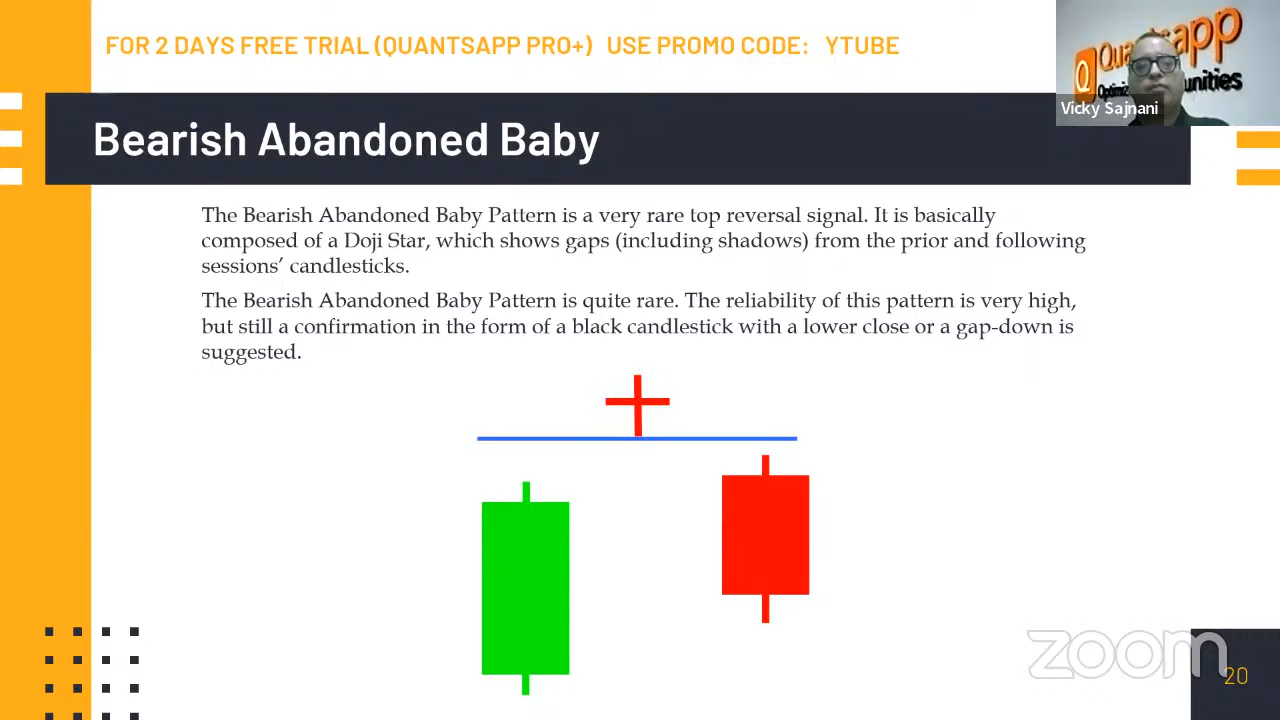 FOR 2 DAYS FREE TRIAL (QUANTSAPP PRO+) USE PROMO CODE: YTUBE
Quantsapp
Vicky Sajnani
Bearish Abandoned Baby
The Bearish Abandoned Baby Pattern is a very rare top reversal signal. It is basically
composed of a Doji Star, which shows gaps (including shadows) from the prior and following
sessions’ candlesticks.
The Bearish Abandoned Baby Pattern is quite rare. The reliability of this pattern is very high,
but still a confirmation in the form of a black candlestick with a lower close or a gap-down is
suggested.
zoom
20